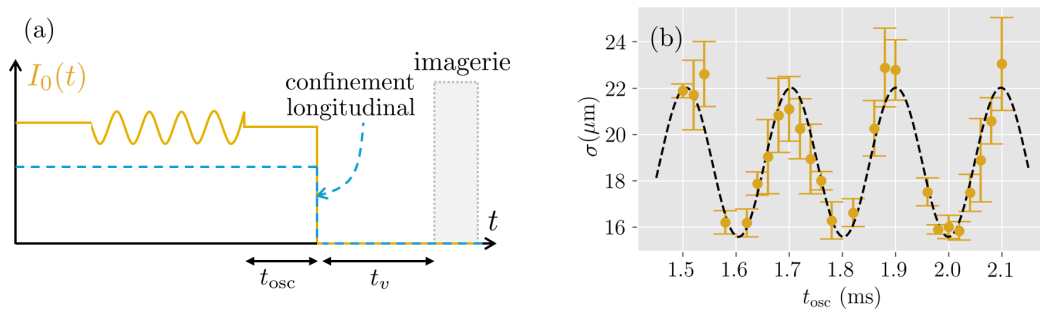 (a)
I₀(t)
confinement
longitudinal
imagerie
t
t_osc
t_v
(b)
σ(μm)
24
22
20
18
16
1.5 1.6 1.7 1.8 1.9 2.0 2.1
t_osc (ms)